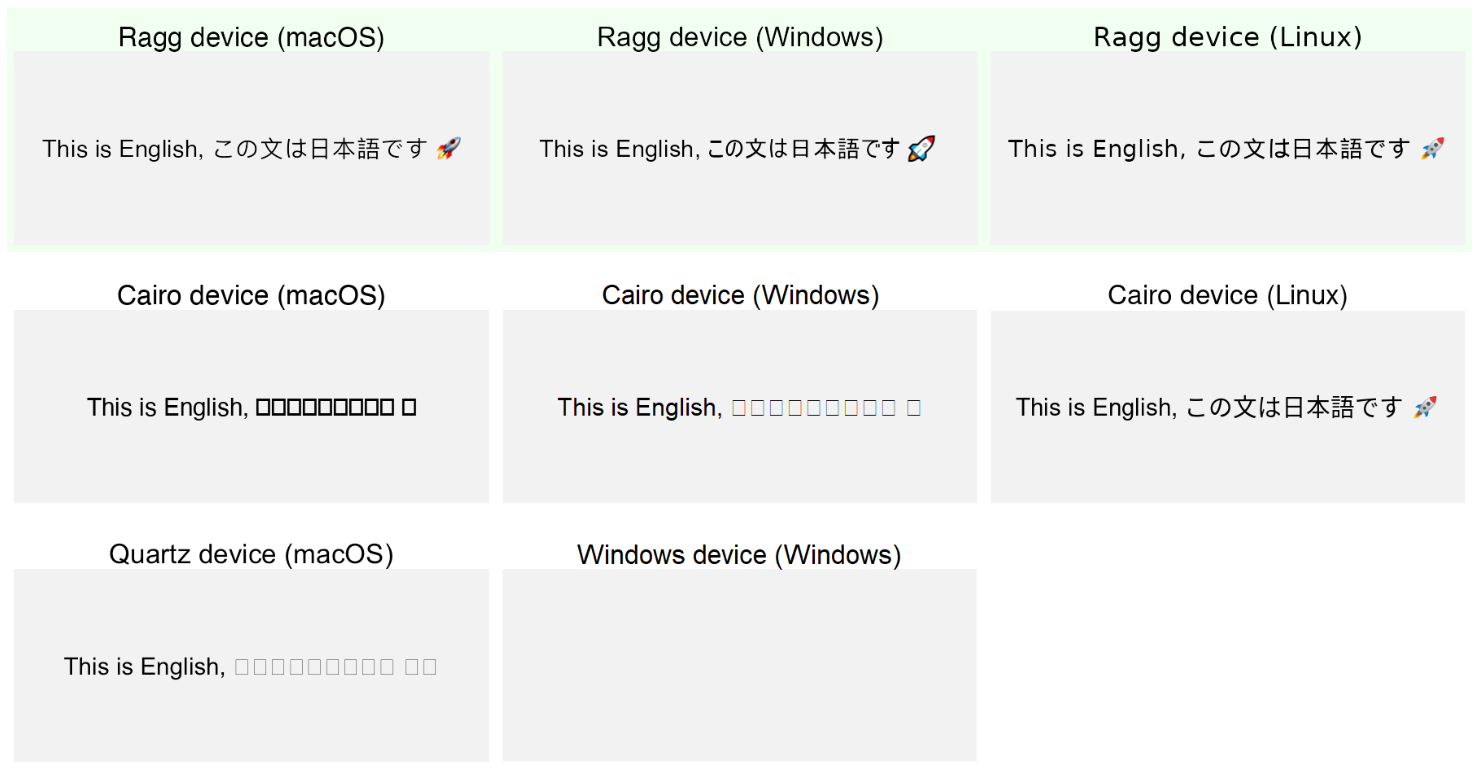 Ragg device (macOS)
This is English, この文は日本語です 🚀
Ragg device (Windows)
This is English, この文は日本語です 🚀
Ragg device (Linux)
This is English, この文は日本語です 🚀
Cairo device (macOS)
This is English, □□□□□□□□□ □
Cairo device (Windows)
This is English, □□□□□□□□□ □
Cairo device (Linux)
This is English, この文は日本語です 🚀
Quartz device (macOS)
This is English, □□□□□□□□□ □□
Windows device (Windows)